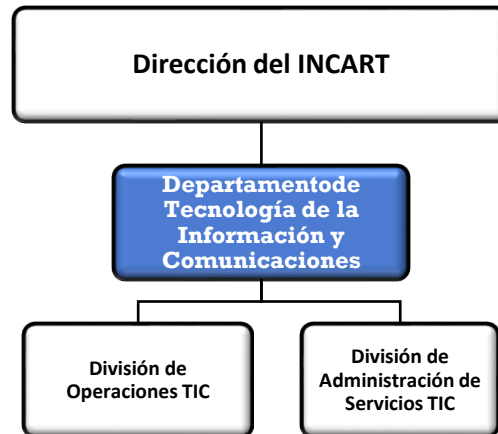 Dirección del INCART
Departamentode
Tecnología de la
Información y
Comunicaciones
División de
Operaciones TIC
División de
Administración de
Servicios TIC